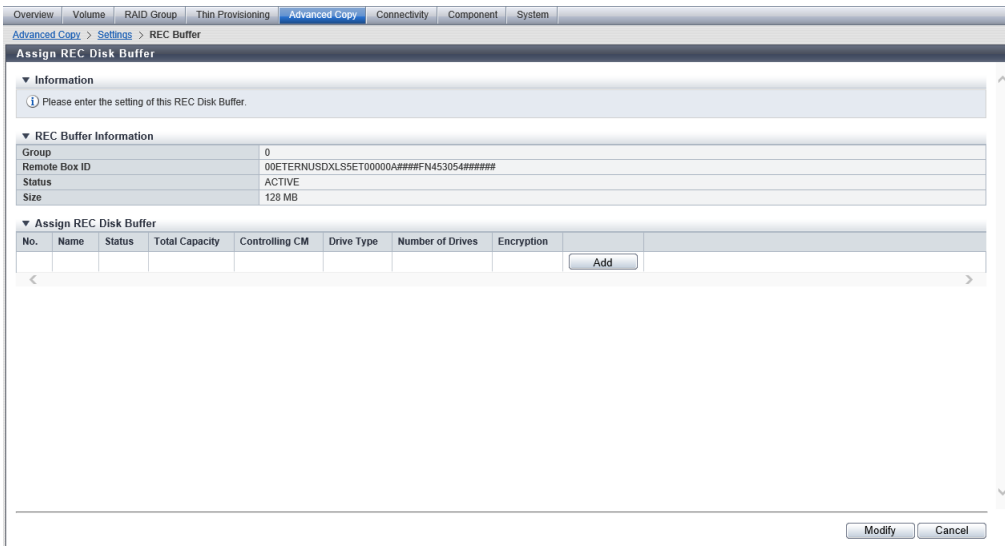 Overview Volume RAID Group Thin Provisioning Advanced Copy Connectivity Component System
Advanced Copy > Settings > REC Buffer
Assign REC Disk Buffer
▼ Information
i Please enter the setting of this REC Disk Buffer.
▼ REC Buffer Information
Group 0
Remote Box ID 00ETERNUSDXLS5ET00000A####FN453054######
Status ACTIVE
Size 128 MB
▼ Assign REC Disk Buffer
No. Name Status Total Capacity Controlling CM Drive Type Number of Drives Encryption
Add
Modify Cancel